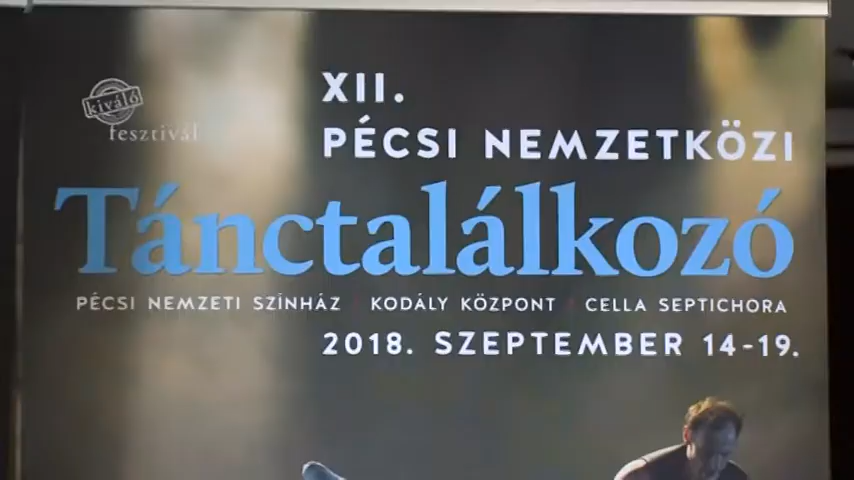 kiváló
fesztivál
XII.
PÉCSI NEMZETKÖZI
Tánctalálkozó
PÉCSI NEMZETI SZÍNHÁZ / KODÁLY KÖZPONT / CELLA SEPTICHORA
2018. SZEPTEMBER 14-19.